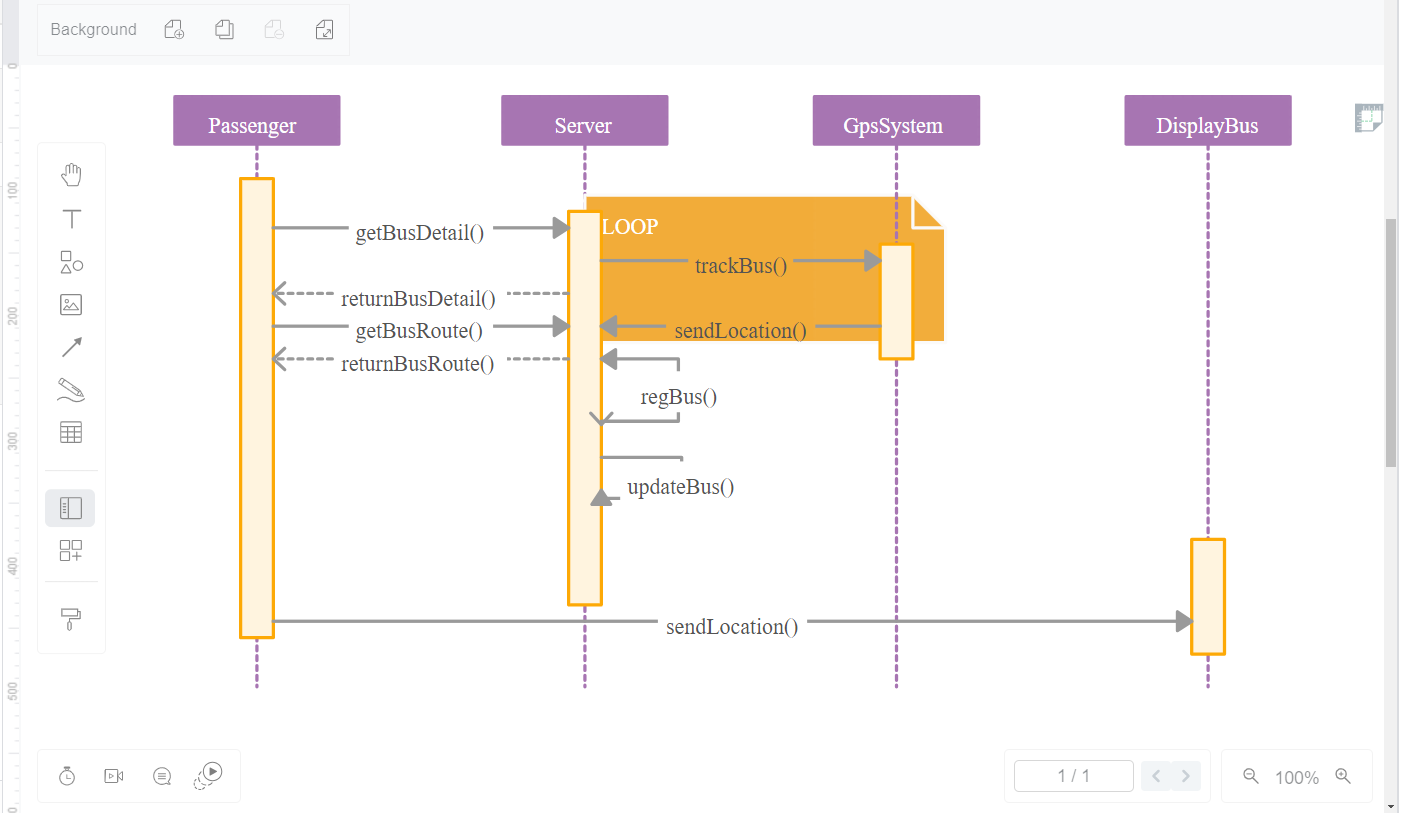 Background
0
100
200
300
400
500
Passenger
Server
GpsSystem
DisplayBus
LOOP
getBusDetail()
trackBus()
returnBusDetail()
getBusRoute()
sendLocation()
returnBusRoute()
regBus()
updateBus()
sendLocation()
1 / 1
100%